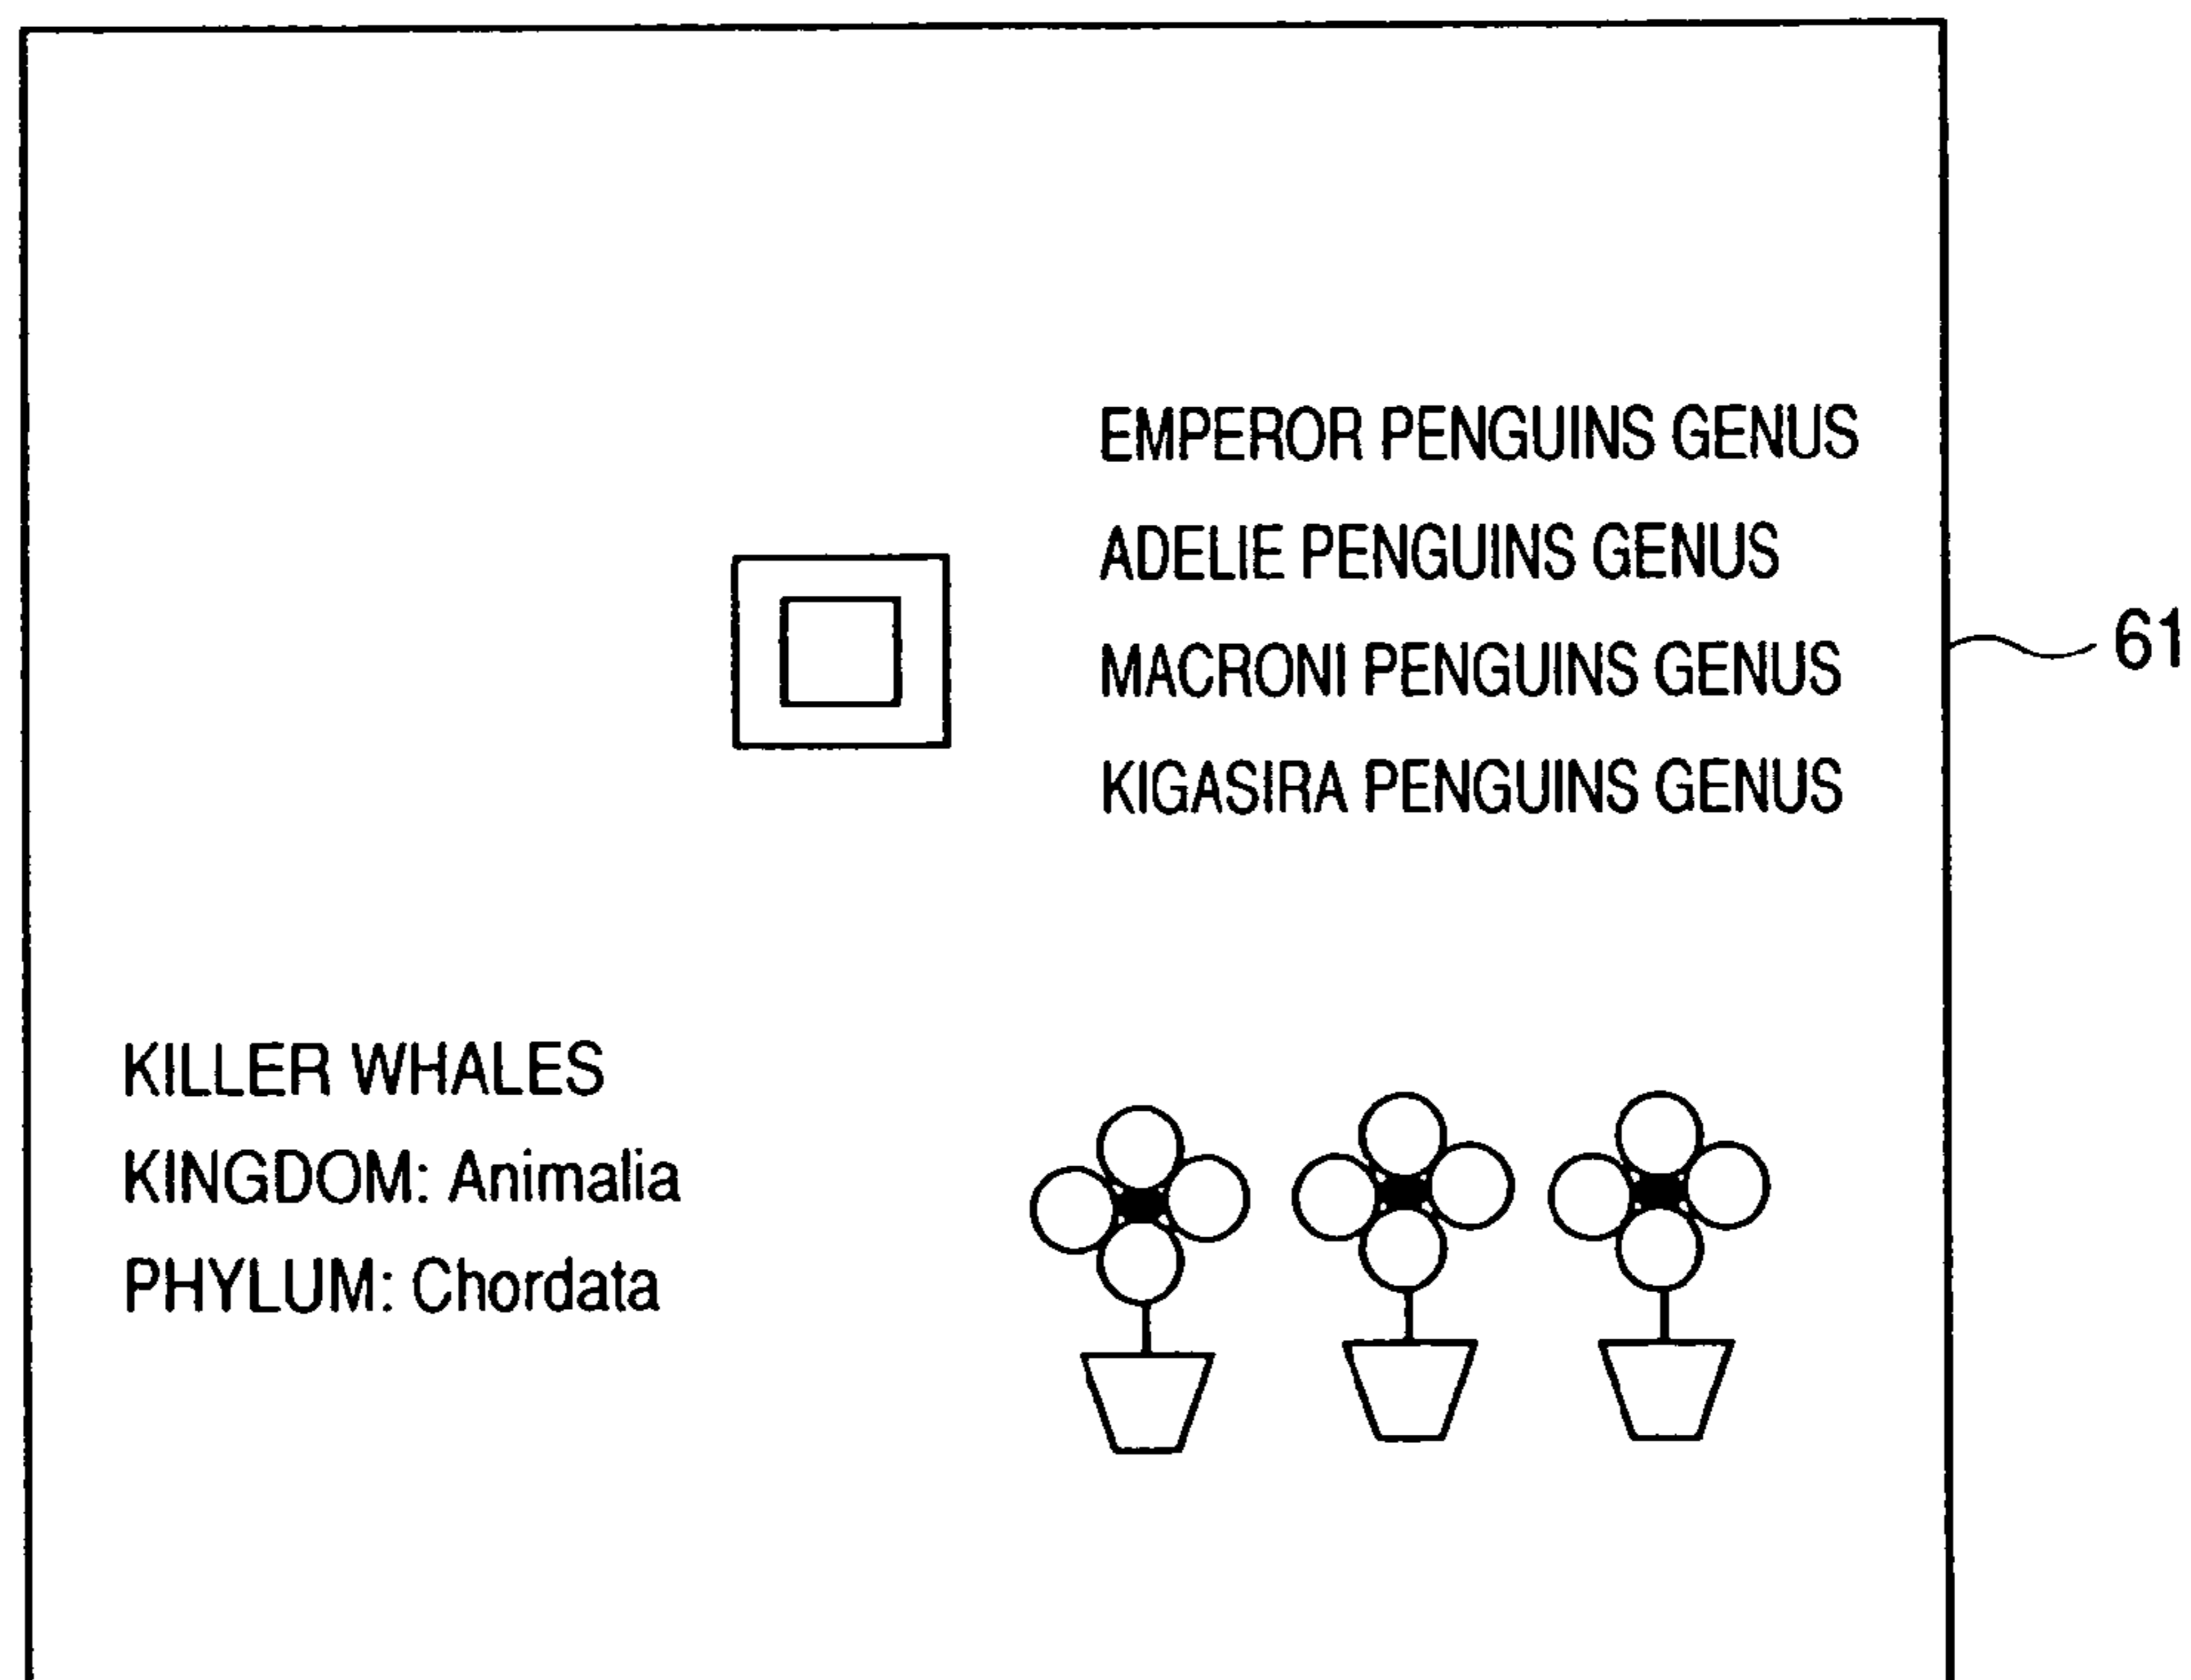 EMPEROR PENGUINS GENUS
ADELIE PENGUINS GENUS
MACRONI PENGUINS GENUS
KIGASIRA PENGUINS GENUS
61
KILLER WHALES
KINGDOM: Animalia
PHYLUM: Chordata